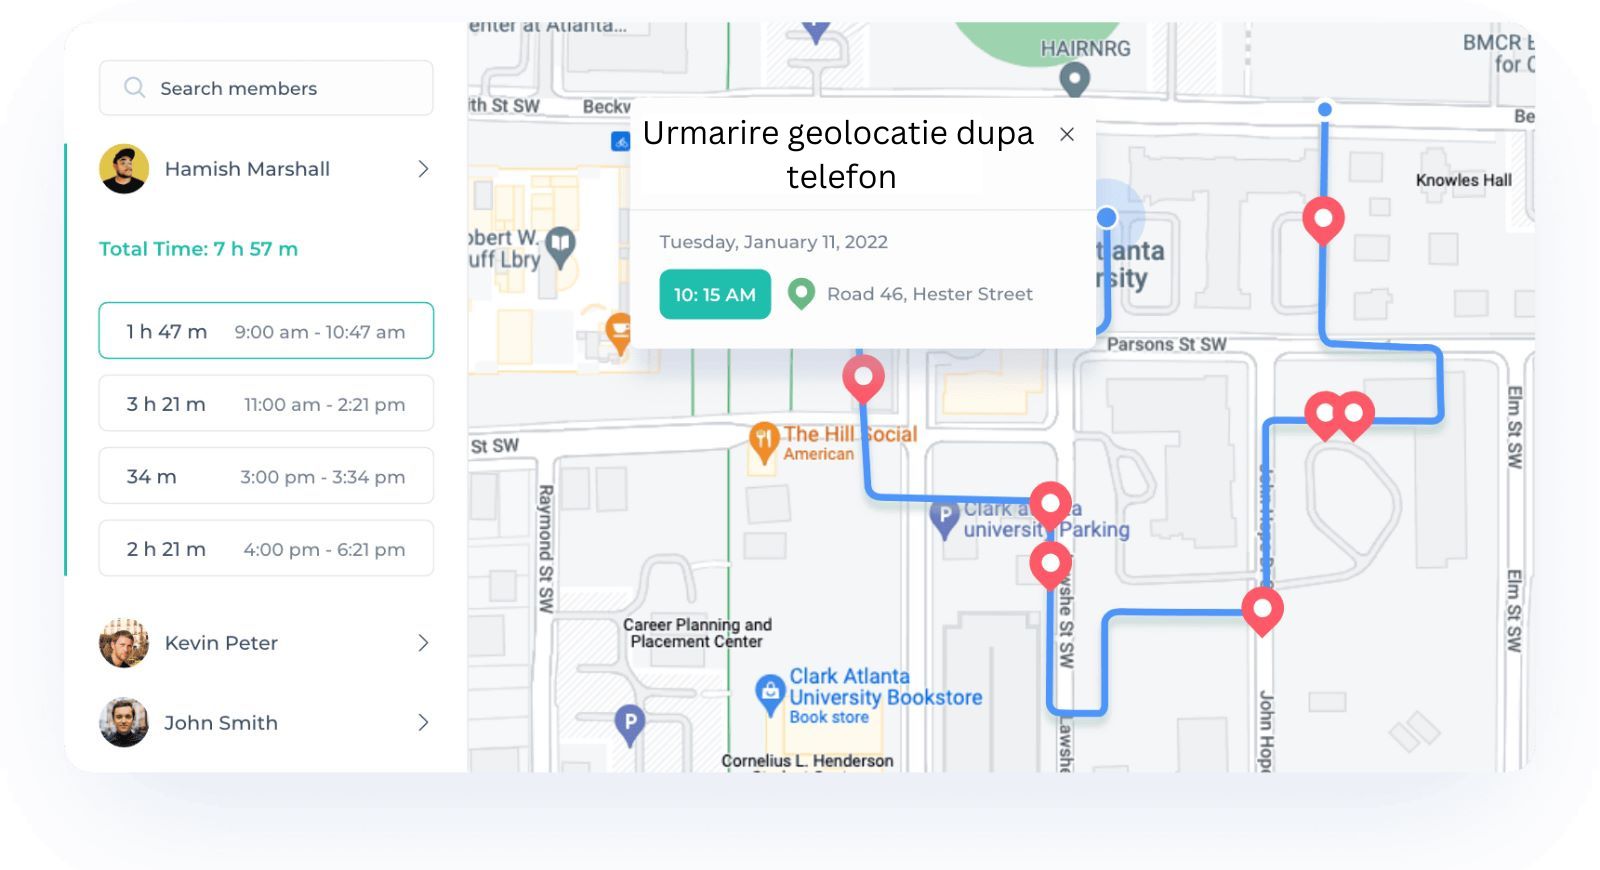 Search members
Hamish Marshall
Total Time: 7 h 57 m
1 h 47 m 9:00 am - 10:47 am
3 h 21 m 11:00 am - 2:21 pm
34 m 3:00 pm - 3:34 pm
2 h 21 m 4:00 pm - 6:21 pm
Kevin Peter
John Smith
enter at Atlanta...
HAIRNRG
BMCR
for
ith St SW
Beckw
Be
Urmarire geolocatie dupa
telefon
Tuesday, January 11, 2022
10: 15 AM
Road 46, Hester Street
Knowles Hall
obert W.
uff Lbry
tlanta
rsity
Parsons St SW
The Hill Social
American
St SW
Elm St SW
Raymond St SW
P
Clark a a
university Parking
John Hope Dr S
wshe St SW
Elm St SW
Career Planning and
Placement Center
Clark Atlanta
University Bookstore
Book store
P
Lawshe
John Hop
Cornelius L. Henderson